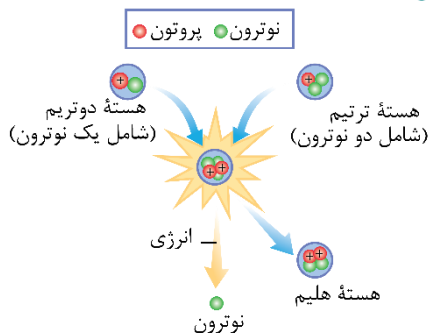 نوترون پروتون
هستهٔ ترتیم
(شامل دو نوترون)
هستهٔ دوتریم
(شامل یک نوترون)
انرژی
هستهٔ هلیم
نوترون